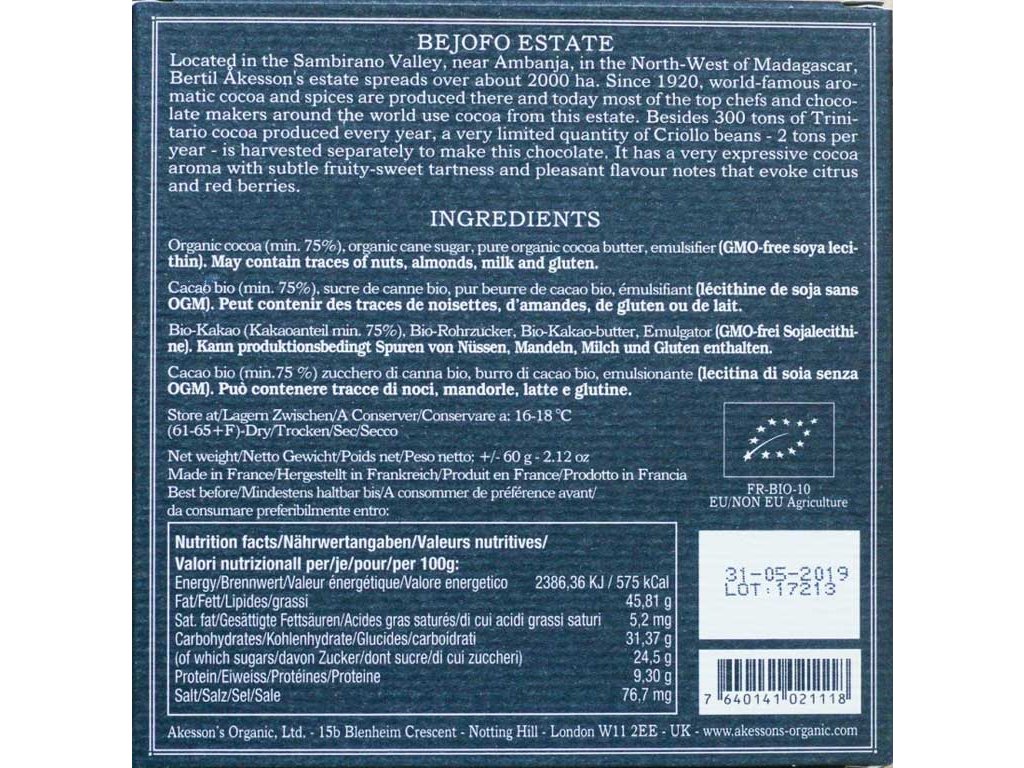 BEJOFO ESTATE
Located in the Sambirano Valley, near Ambanja, in the North-West of Madagascar,
Bertil Åkesson's estate spreads over about 2000 ha. Since 1920, world-famous aro-
matic cocoa and spices are produced there and today most of the top chefs and choco-
late makers around the world use cocoa from this estate. Besides 300 tons of Trini-
tario cocoa produced every year, a very limited quantity of Criollo beans - 2 tons per
year - is harvested separately to make this chocolate. It has a very expressive cocoa
aroma with subtle fruity-sweet tartness and pleasant flavour notes that evoke citrus
and red berries.
INGREDIENTS
Organic cocoa (min. 75%), organic cane sugar, pure organic cocoa butter, emulsifier (GMO-free soya leci-
thin). May contain traces of nuts, almonds, milk and gluten.
Cacao bio (min. 75%), sucre de canne bio, pur beurre de cacao bio, émulsifiant (lécithine de soja sans
OGM). Peut contenir des traces de noisettes, d'amandes, de gluten ou de lait.
Bio-Kakao (Kakaoanteil min. 75%), Bio-Rohrzucker, Bio-Kakao-butter, Emulgator (GMO-frei Sojalecithi-
ne). Kann produktionsbedingt Spuren von Nüssen, Mandeln, Milch und Gluten enthalten.
Cacao bio (min.75 %) zucchero di canna bio, burro di cacao bio, emulsionante (lecitina di soia senza
OGM). Può contenere tracce di noci, mandorle, latte e glutine.
Store at/Lagern Zwischen/A Conserver/Conservare a: 16-18 °C
(61-65+F)-Dry/Trocken/Sec/Secco
Net weight/Netto Gewicht/Poids net/Peso netto: +/- 60 g - 2.12 oz
Made in France/Hergestellt in Frankreich/Produit en France/Prodotto in Francia
Best before/Mindestens haltbar bis/A consommer de préférence avant/
da consumare preferibilmente entro:
FR-BIO-10
EU/NON EU Agriculture
Nutrition facts/Nährwertangaben/Valeurs nutritives/
Valori nutrizionall per/je/pour/per 100g:
Energy/Brennwert/Valeur énergétique/Valore energetico 2386,36 KJ / 575 kCal
Fat/Fett/Lipides/grassi 45,81 g
Sat. fat/Gesättigte Fettsäuren/Acides gras saturés/di cui acidi grassi saturi 5,2 mg
Carbohydrates/Kohlenhydrate/Glucides/carboidrati 31,37 g
(of which sugars/davon Zucker/dont sucre/di cui zuccheri) 24,5 g
Protein/Eiweiss/Protéines/Proteine 9,30 g
Salt/Salz/Sel/Sale 76,7 mg
31-05-2019
LOT:17213
7 640141 021118
Akesson's Organic, Ltd. - 15b Blenheim Crescent - Notting Hill - London W11 2EE - UK - www.akessons-organic.com